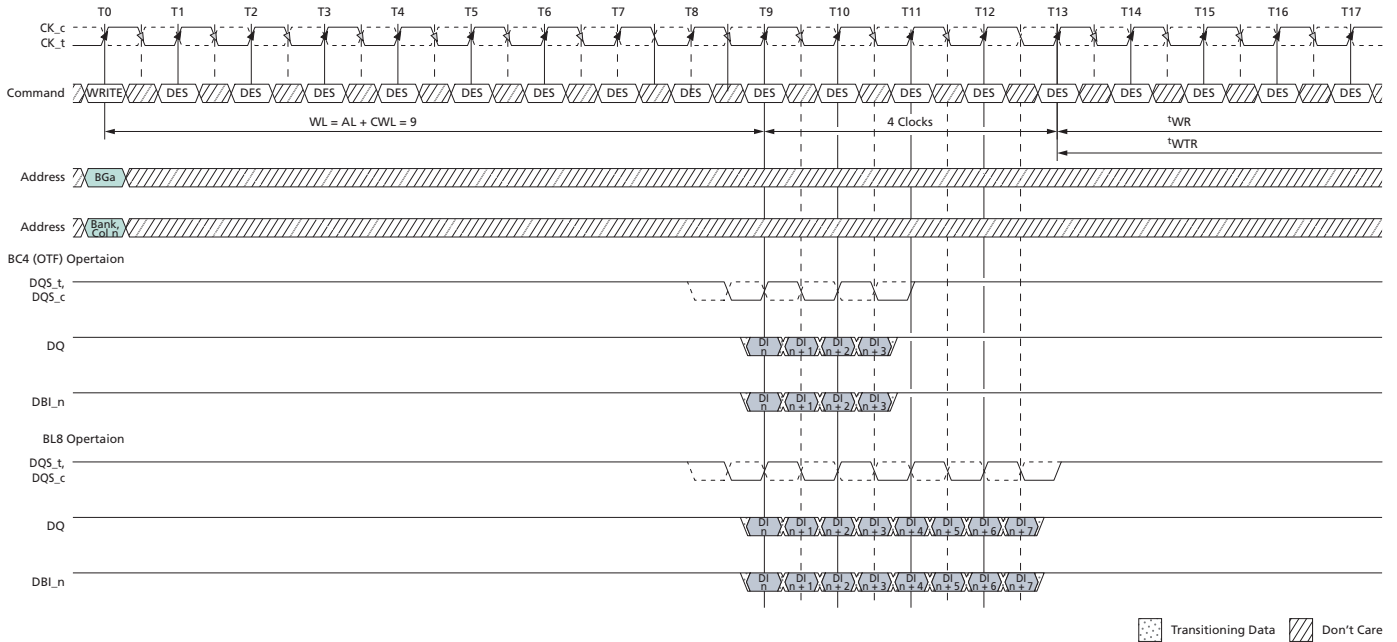 T0 T1 T2 T3 T4 T5 T6 T7 T8 T9 T10 T11 T12 T13 T14 T15 T16 T17
CK_c
CK_t
Command WRITE DES DES DES DES DES DES DES DES DES DES DES DES DES DES DES DES DES
WL = AL + CWL = 9 4 Clocks tWR
tWTR
Address BGa
Address Bank,
Col n
BC4 (OTF) Opertaion
DQS_t,
DQS_c
DQ DI DI DI DI
n n + 1 n + 2 n + 3
DBI_n DI DI DI DI
n n + 1 n + 2 n + 3
BL8 Opertaion
DQS_t,
DQS_c
DQ DI DI DI DI DI DI DI DI
n n + 1 n + 2 n + 3 n + 4 n + 5 n + 6 n + 7
DBI_n DI DI DI DI DI DI DI DI
n n + 1 n + 2 n + 3 n + 4 n + 5 n + 6 n + 7
Transitioning Data Don't Care